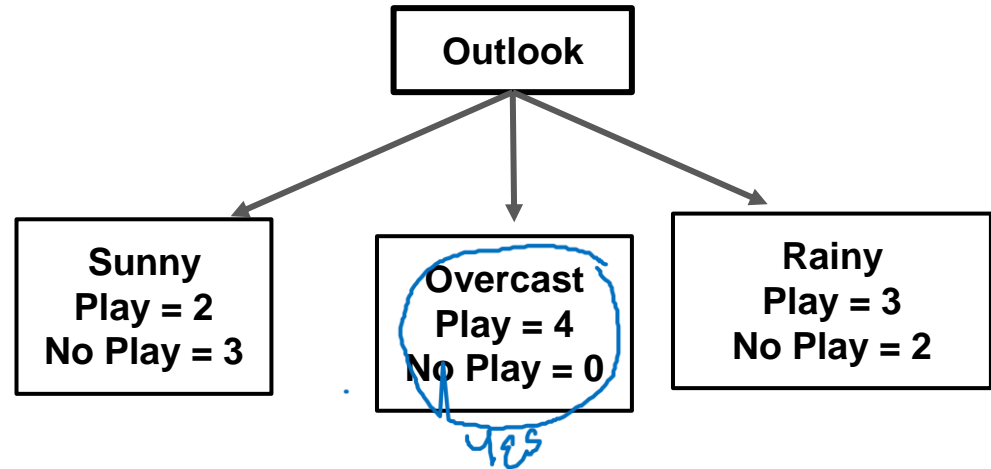 Outlook
Sunny
Play = 2
No Play = 3
Overcast
Play = 4
No Play = 0
YES
Rainy
Play = 3
No Play = 2